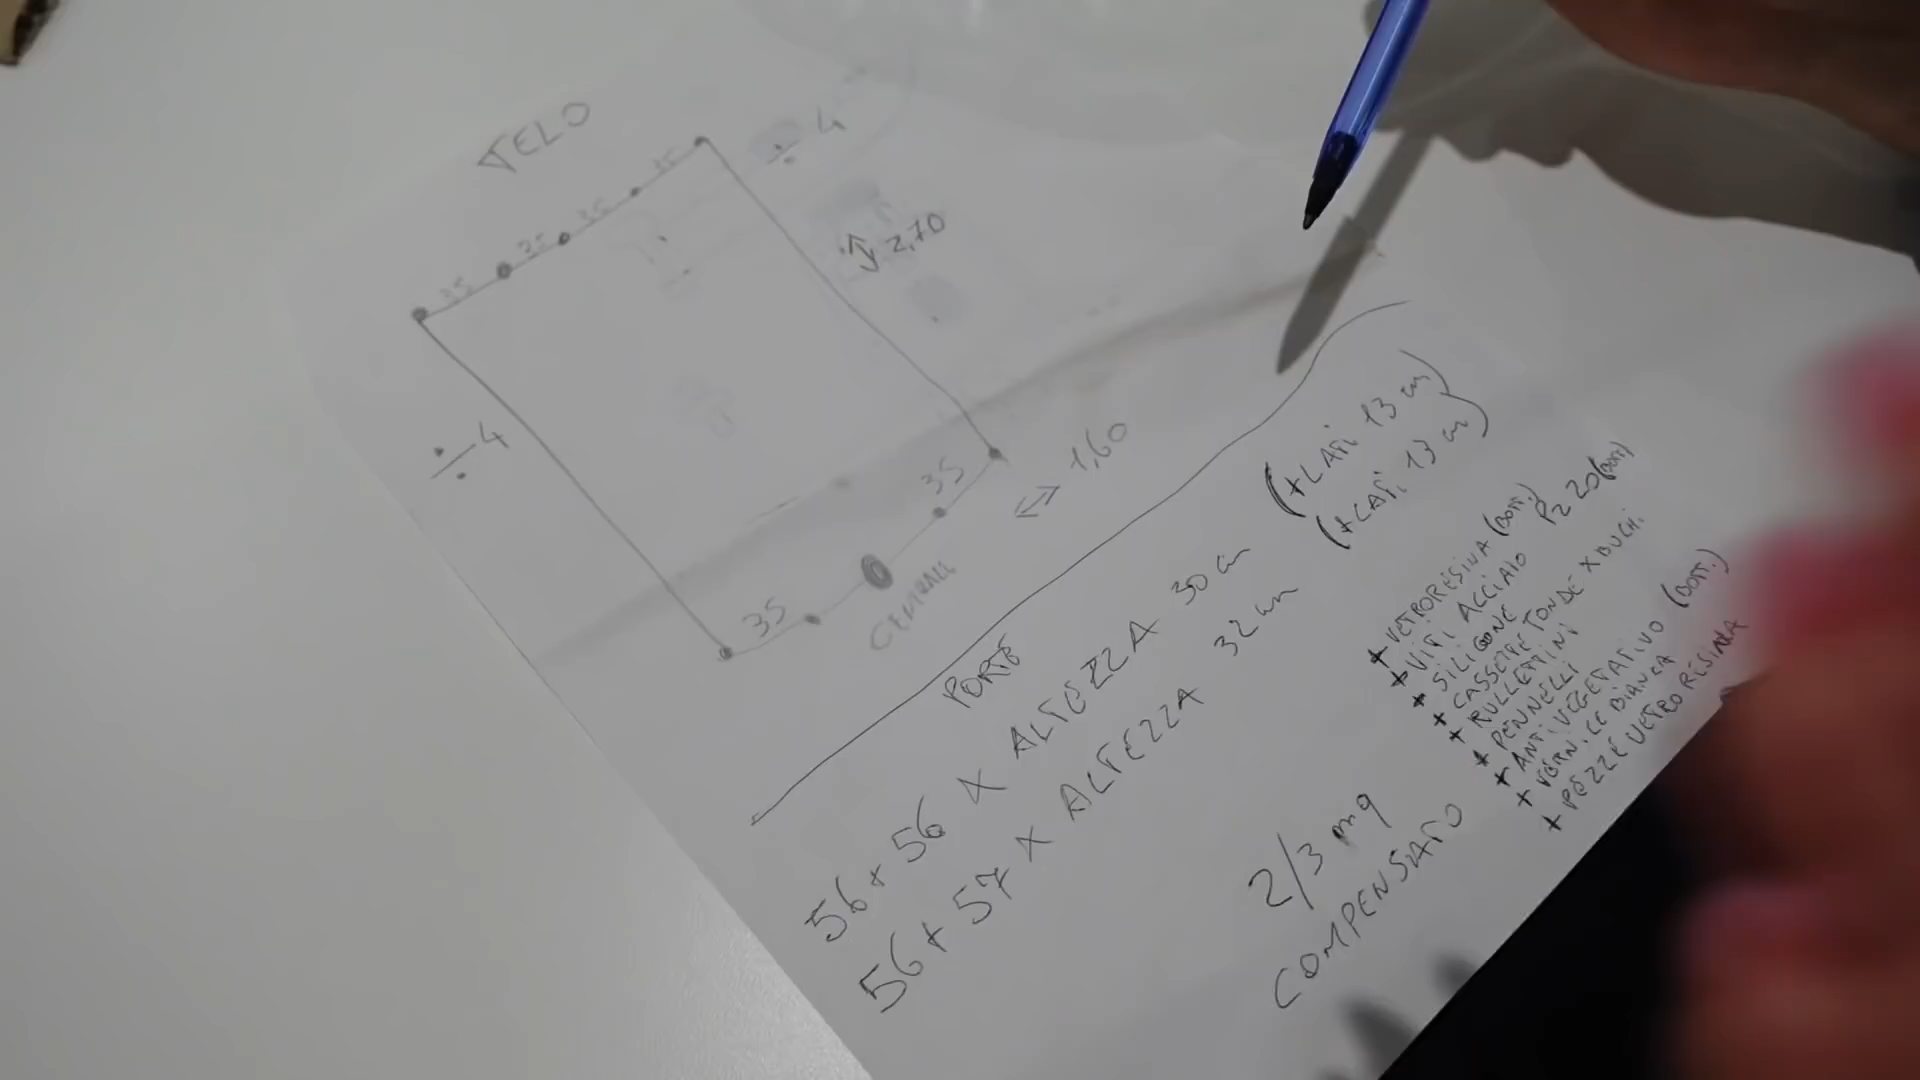 TELO
÷ 4
35 35 35 35
↕ 2,70
÷ 4
35
<-> 1,60
35
CENTRALE
PORTE
56 + 56 X ALTEZZA 30 cm (+ LATI 13 cm)
56 + 57 X ALTEZZA 32 cm (+ LATI 13 cm)
+ VETRORESINA (BOTT.)
+ VITI ACCIAIO PZ 20 (BOTT)
+ SILICONE
+ CASSETTE TONDE X BUCHI
+ RULLETTINI
+ PENNELLI
+ ANTIVEGETATIVO (BOTT.)
+ VERNICE BIANCA
+ PEZZE VETRORESINA
2/3 mq
COMPENSATO